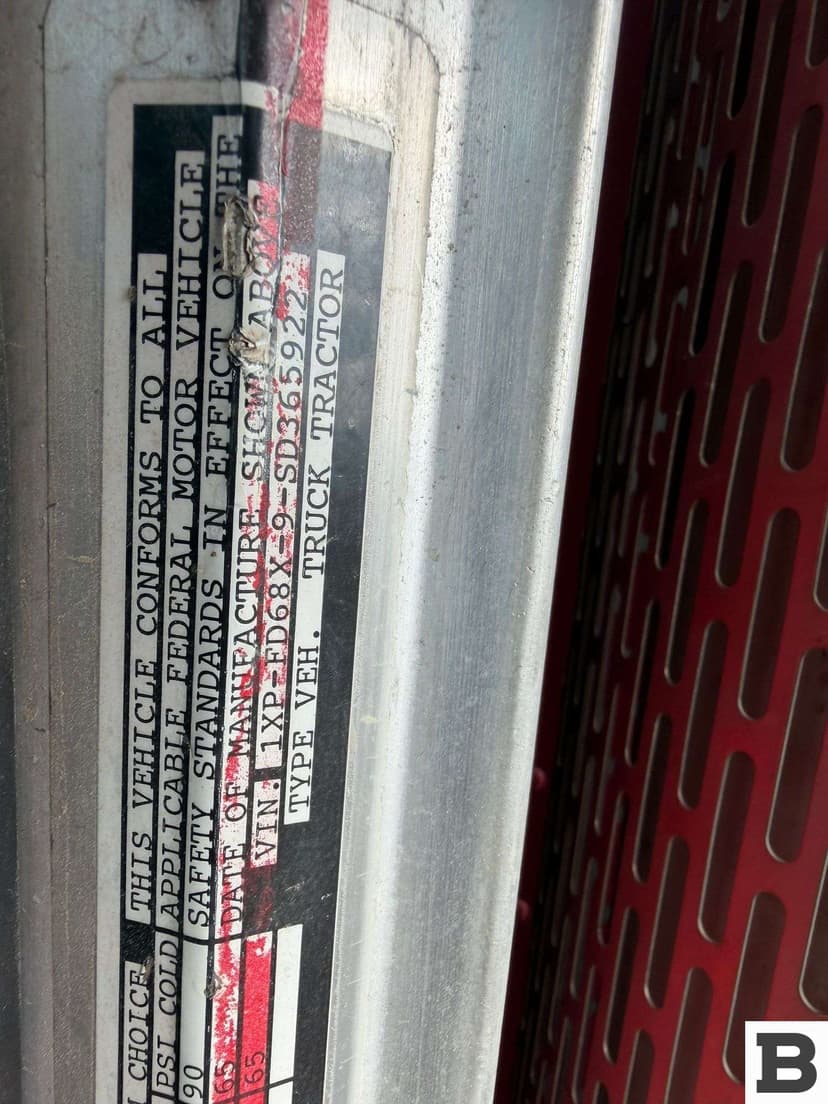 CHOICE THIS VEHICLE CONFORMS TO ALL
PSI COLD APPLICABLE FEDERAL MOTOR VEHICLE
90 SAFETY STANDARDS IN EFFECT ON THE
65 DATE OF MANUFACTURE SHOWN ABOVE
65 VIN. 1XP-FD68X-9-SD365922
TYPE VEH. TRUCK TRACTOR
B